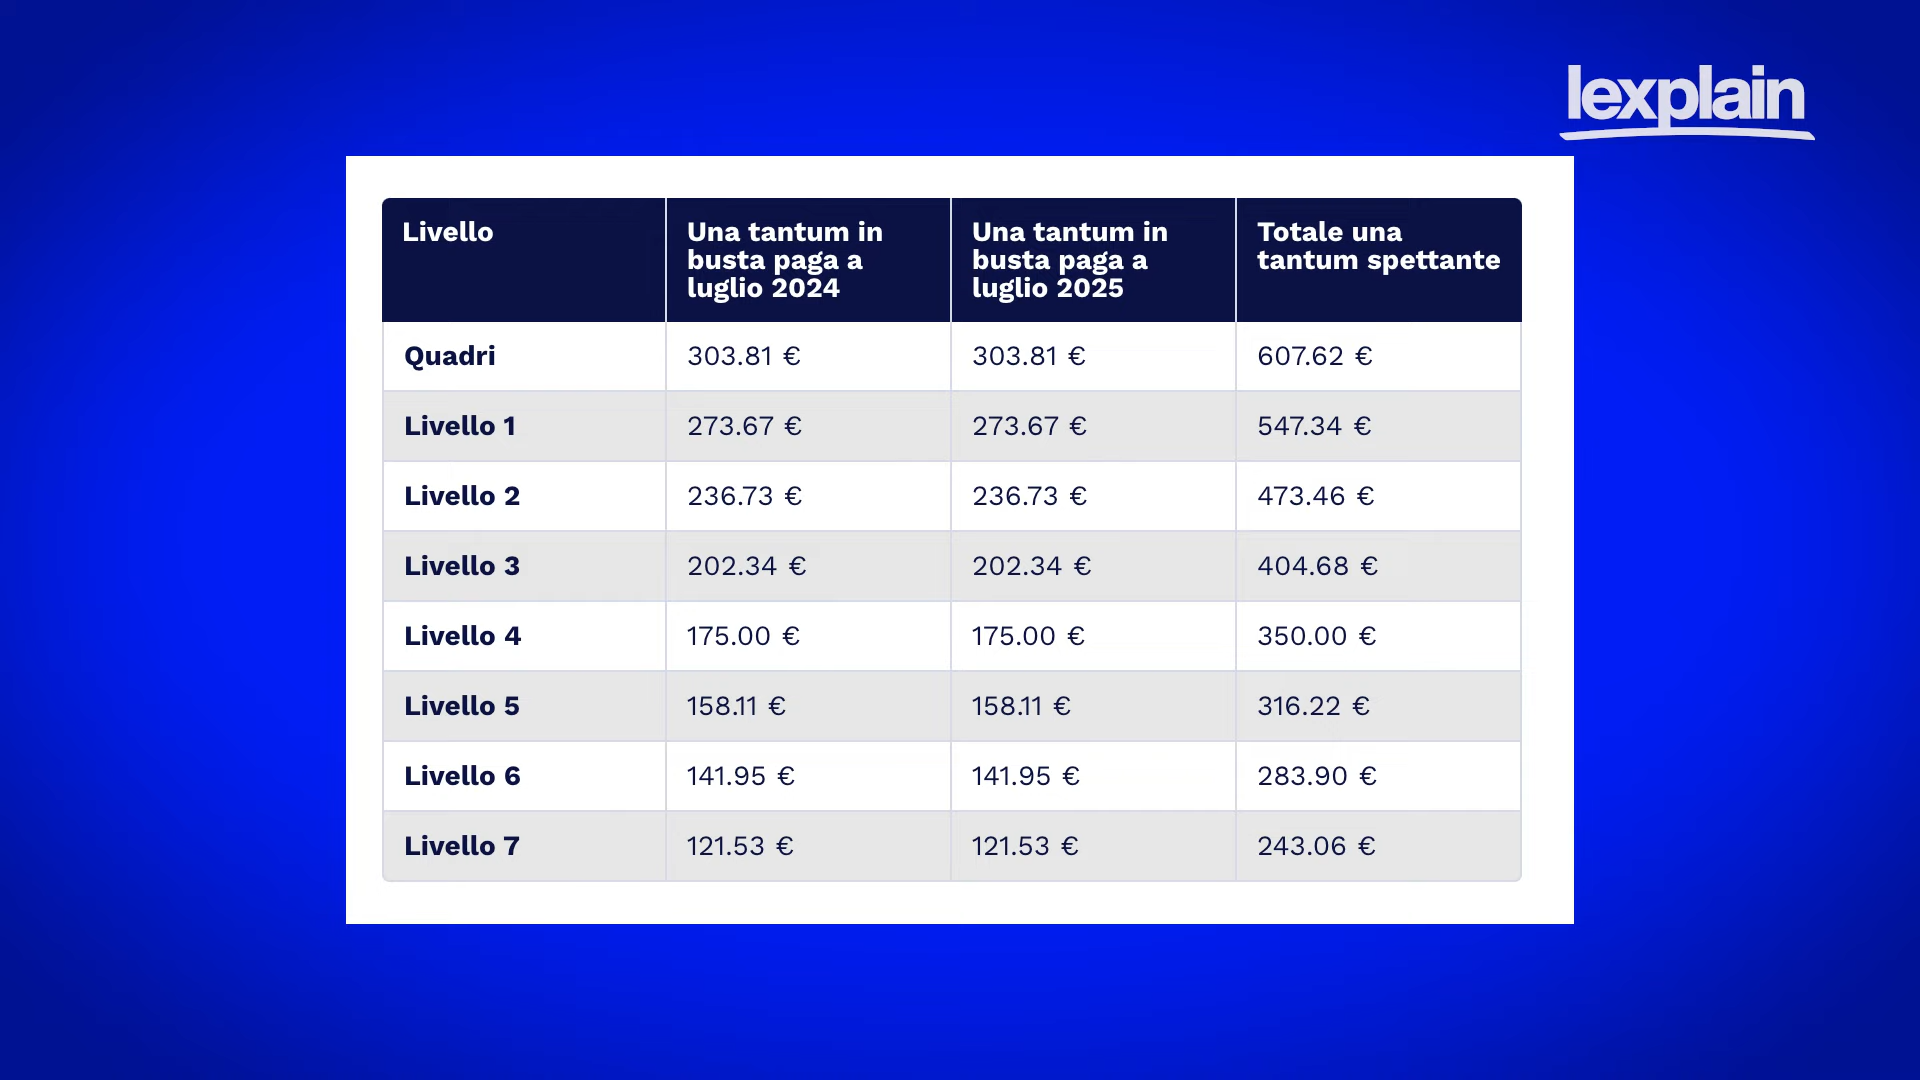 lexplain
Livello
Una tantum in
busta paga a
luglio 2024
Una tantum in
busta paga a
luglio 2025
Totale una
tantum spettante
Quadri 303.81 € 303.81 € 607.62 €
Livello 1 273.67 € 273.67 € 547.34 €
Livello 2 236.73 € 236.73 € 473.46 €
Livello 3 202.34 € 202.34 € 404.68 €
Livello 4 175.00 € 175.00 € 350.00 €
Livello 5 158.11 € 158.11 € 316.22 €
Livello 6 141.95 € 141.95 € 283.90 €
Livello 7 121.53 € 121.53 € 243.06 €